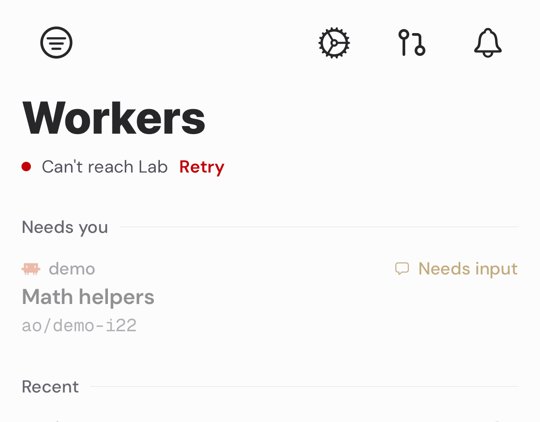 Workers
Can't reach Lab Retry
Needs you
demo Needs input
Math helpers
ao/demo-i22
Recent